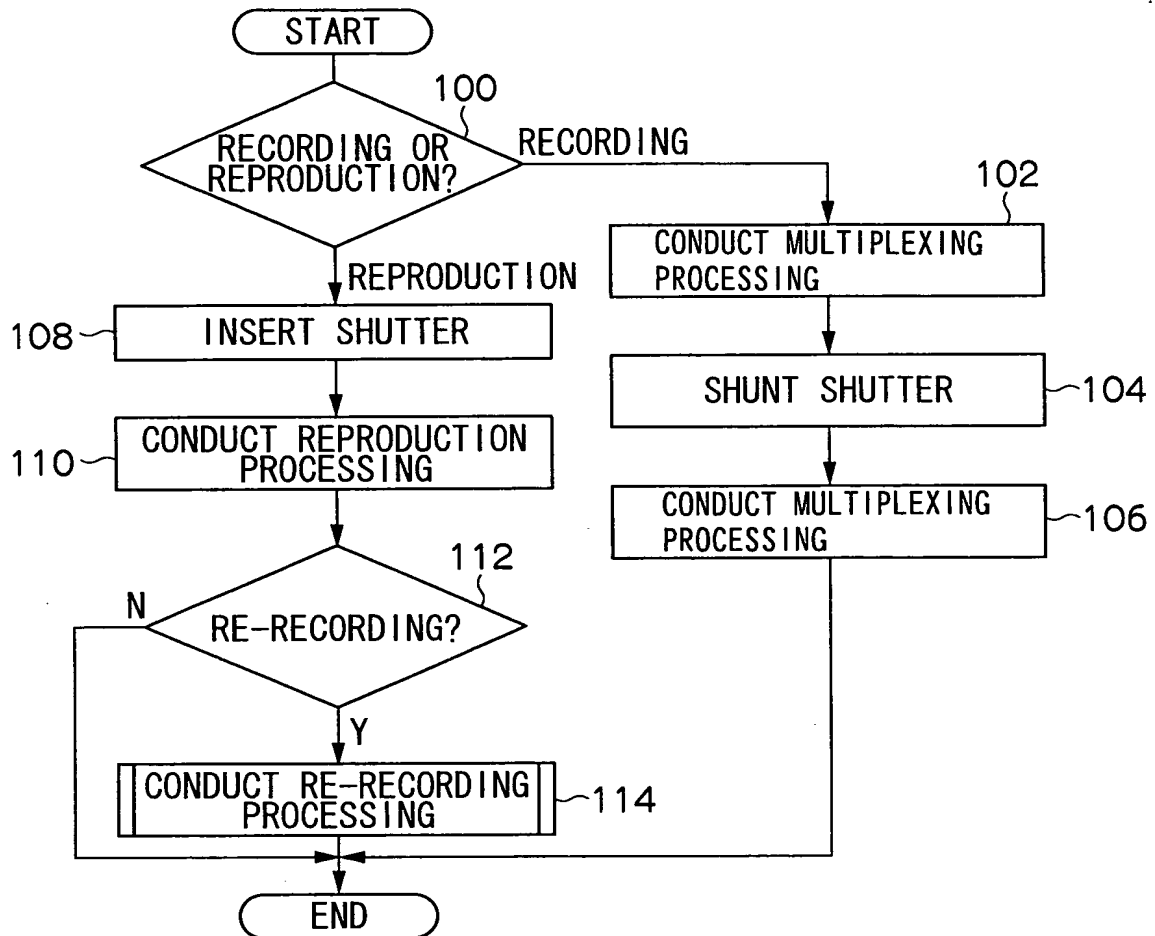 START
100
RECORDING OR
REPRODUCTION?
RECORDING
102
CONDUCT MULTIPLEXING
PROCESSING
REPRODUCTION
108
INSERT SHUTTER
SHUNT SHUTTER
104
110
CONDUCT REPRODUCTION
PROCESSING
CONDUCT MULTIPLEXING
PROCESSING
106
112
N
RE-RECORDING?
Y
CONDUCT RE-RECORDING
PROCESSING
114
END